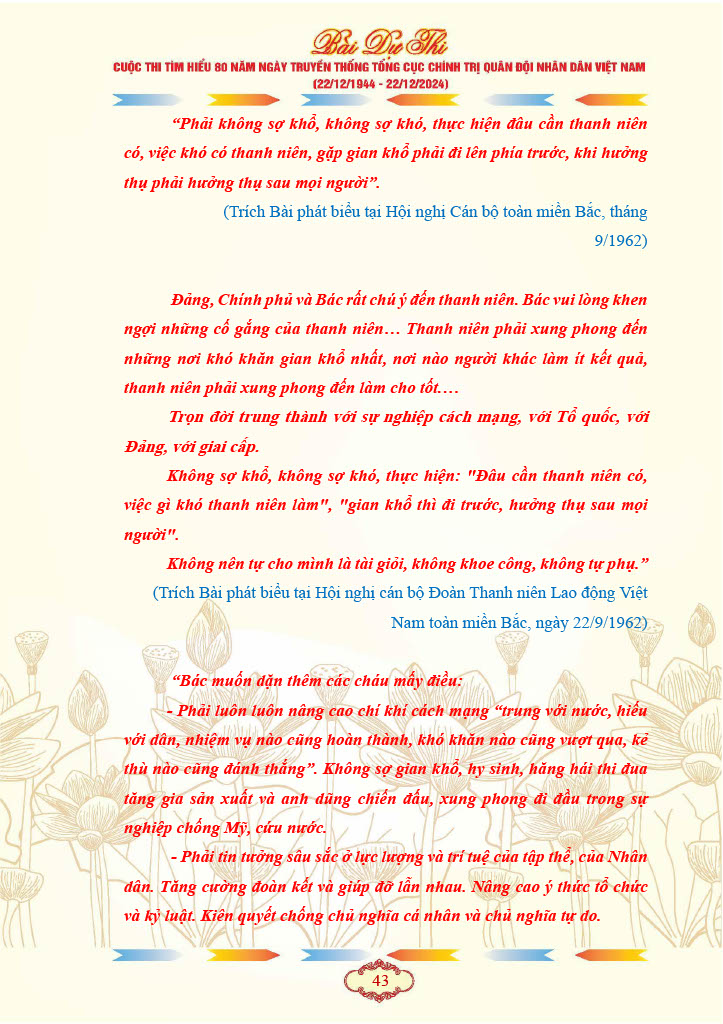 Bài Dự Thi
CUỘC THI TÌM HIỂU 80 NĂM NGÀY TRUYỀN THỐNG TỔNG CỤC CHÍNH TRỊ QUÂN ĐỘI NHÂN DÂN VIỆT NAM
(22/12/1944 - 22/12/2024)
“Phải không sợ khổ, không sợ khó, thực hiện đâu cần thanh niên
có, việc khó có thanh niên, gặp gian khổ phải đi lên phía trước, khi hưởng
thụ phải hưởng thụ sau mọi người”.
(Trích Bài phát biểu tại Hội nghị Cán bộ toàn miền Bắc, tháng
9/1962)
Đảng, Chính phủ và Bác rất chú ý đến thanh niên. Bác vui lòng khen
ngợi những cố gắng của thanh niên… Thanh niên phải xung phong đến
những nơi khó khăn gian khổ nhất, nơi nào người khác làm ít kết quả,
thanh niên phải xung phong đến làm cho tốt.…
Trọn đời trung thành với sự nghiệp cách mạng, với Tổ quốc, với
Đảng, với giai cấp.
Không sợ khổ, không sợ khó, thực hiện: "Đâu cần thanh niên có,
việc gì khó thanh niên làm", "gian khổ thì đi trước, hưởng thụ sau mọi
người".
Không nên tự cho mình là tài giỏi, không khoe công, không tự phụ.”
(Trích Bài phát biểu tại Hội nghị cán bộ Đoàn Thanh niên Lao động Việt
Nam toàn miền Bắc, ngày 22/9/1962)
“Bác muốn dặn thêm các cháu mấy điều:
- Phải luôn luôn nâng cao chí khí cách mạng “trung với nước, hiếu
với dân, nhiệm vụ nào cũng hoàn thành, khó khăn nào cũng vượt qua, kẻ
thù nào cũng đánh thắng”. Không sợ gian khổ, hy sinh, hăng hái thi đua
tăng gia sản xuất và anh dũng chiến đấu, xung phong đi đầu trong sự
nghiệp chống Mỹ, cứu nước.
- Phải tin tưởng sâu sắc ở lực lượng và trí tuệ của tập thể, của Nhân
dân. Tăng cường đoàn kết và giúp đỡ lẫn nhau. Nâng cao ý thức tổ chức
và kỷ luật. Kiên quyết chống chủ nghĩa cá nhân và chủ nghĩa tự do.
43